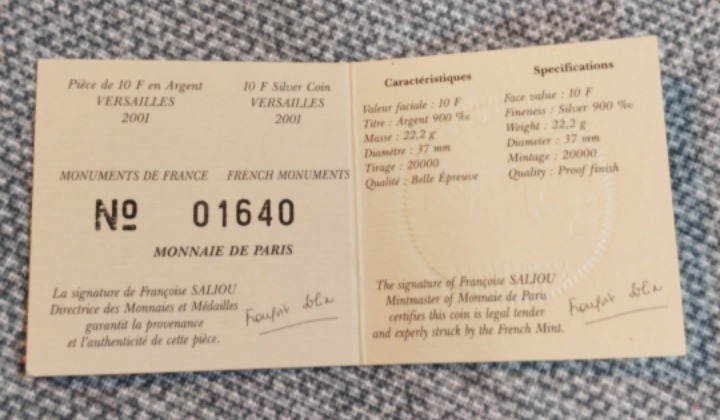 Pièce de 10 F en Argent
VERSAILLES
2001
10 F Silver Coin
VERSAILLES
2001
MONUMENTS DE FRANCE
FRENCH MONUMENTS
Nº 01640
MONNAIE DE PARIS
La signature de Françoise SALIOU
Directrice des Monnaies et Médailles
garantit la provenance
et l'authenticité de cette pièce.
Caractéristiques
Valeur faciale : 10 F
Titre : Argent 900 ‰
Masse : 22,2 g
Diamètre : 37 mm
Tirage : 20000
Qualité : Belle Épreuve
Specifications
Face value : 10 F
Fineness : Silver 900 ‰
Weight : 22,2 g
Diameter : 37 mm
Mintage : 20000
Quality : Proof finish
The signature of Françoise SALIOU
Mintmaster of Monnaie de Paris
certifies this coin is legal tender
and experly struck by the French Mint.